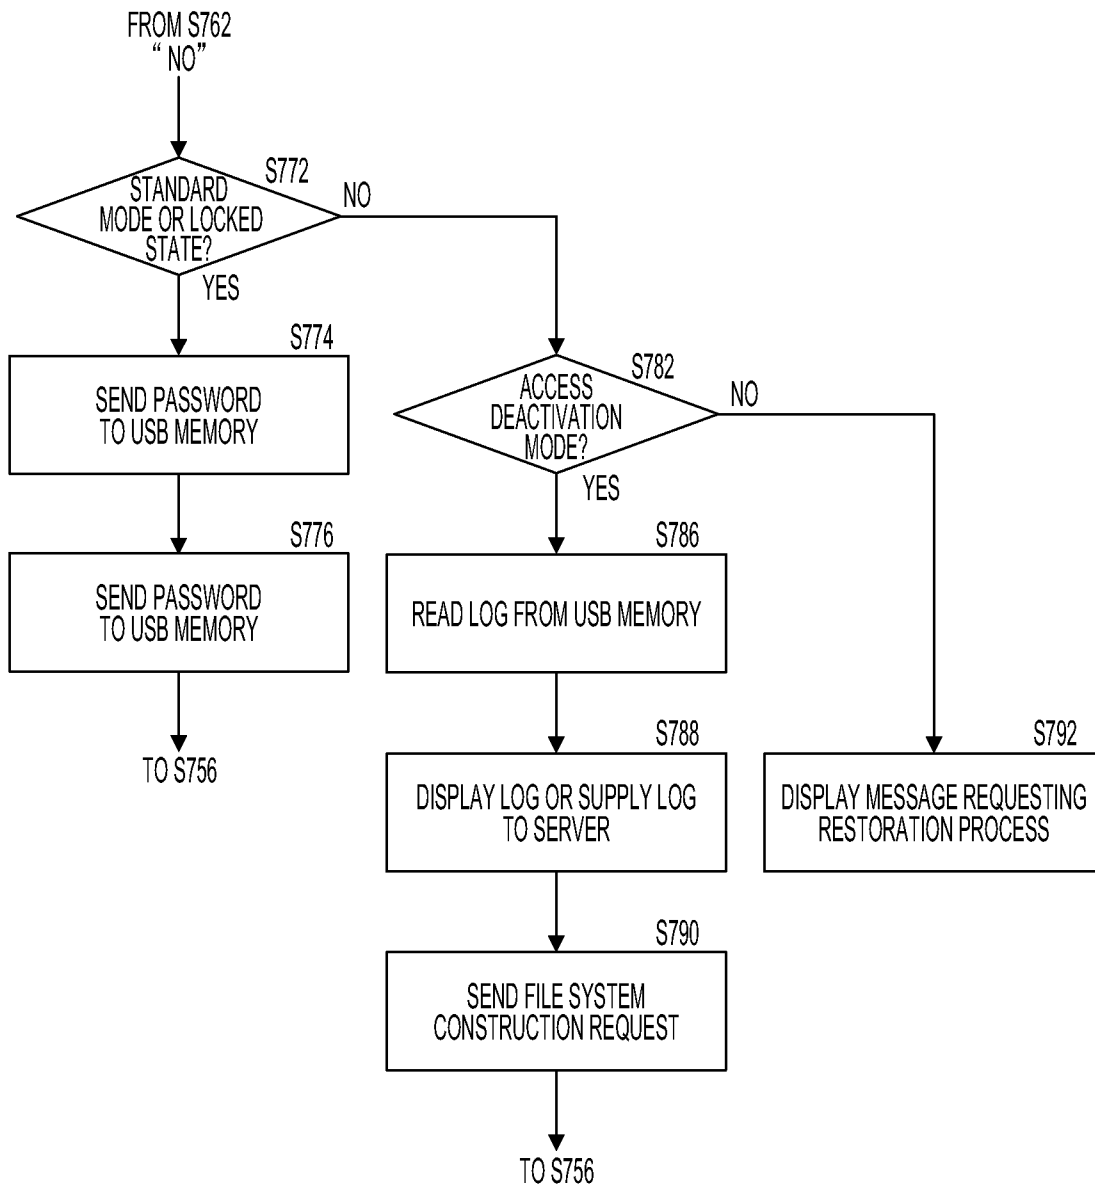 FROM S762
“ NO”
S772
STANDARD
MODE OR LOCKED
STATE?
NO
YES
S774
SEND PASSWORD
TO USB MEMORY
S776
SEND PASSWORD
TO USB MEMORY
TO S756
S782
ACCESS
DEACTIVATION
MODE?
NO
YES
S786
READ LOG FROM USB MEMORY
S788
DISPLAY LOG OR SUPPLY LOG
TO SERVER
S790
SEND FILE SYSTEM
CONSTRUCTION REQUEST
TO S756
S792
DISPLAY MESSAGE REQUESTING
RESTORATION PROCESS